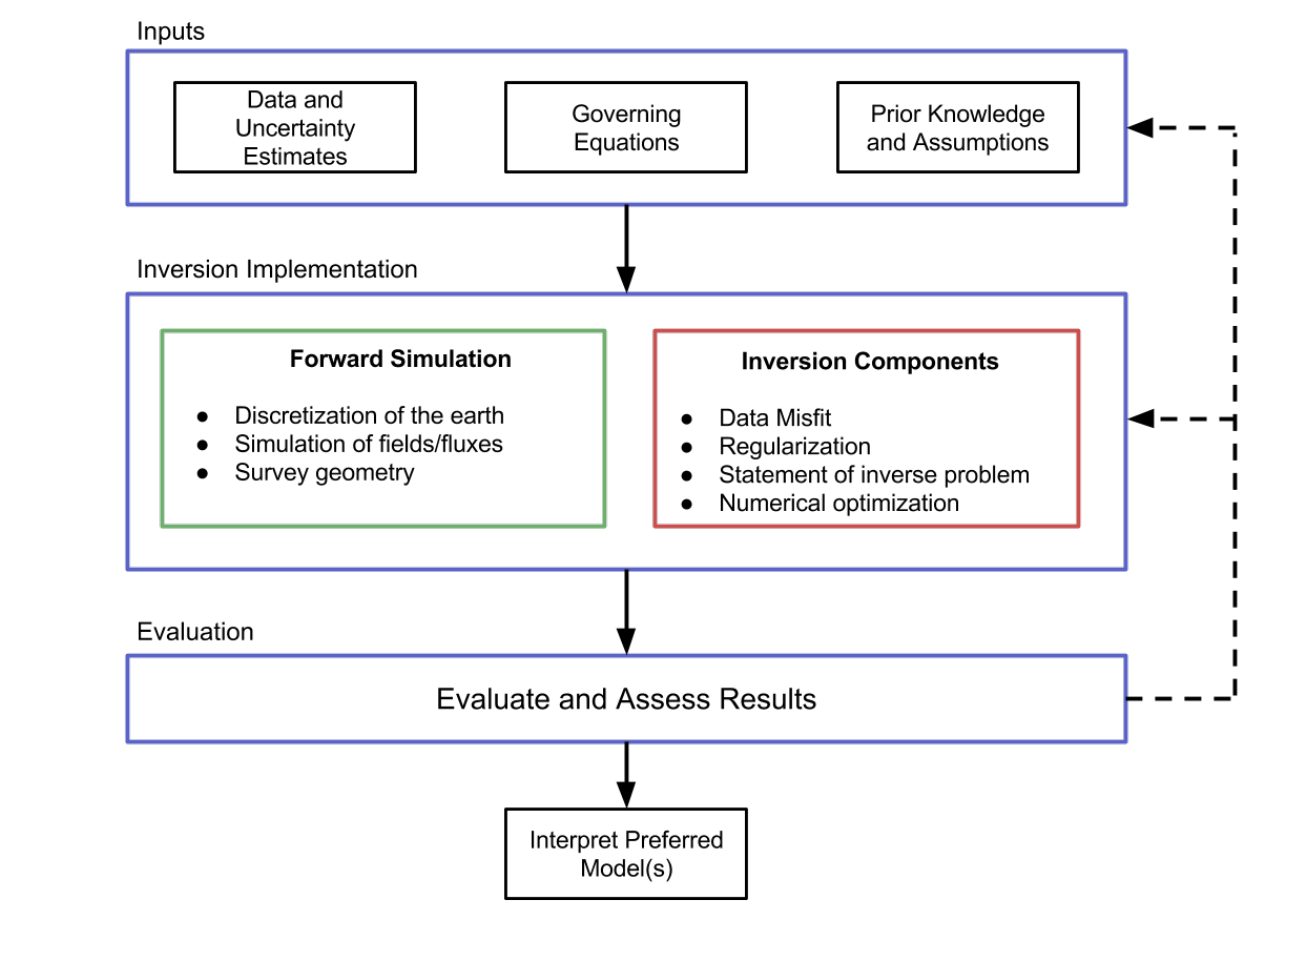 Inputs
Data and
Uncertainty
Estimates
Governing
Equations
Prior Knowledge
and Assumptions
Inversion Implementation
Forward Simulation
● Discretization of the earth
● Simulation of fields/fluxes
● Survey geometry
Inversion Components
● Data Misfit
● Regularization
● Statement of inverse problem
● Numerical optimization
Evaluation
Evaluate and Assess Results
Interpret Preferred
Model(s)